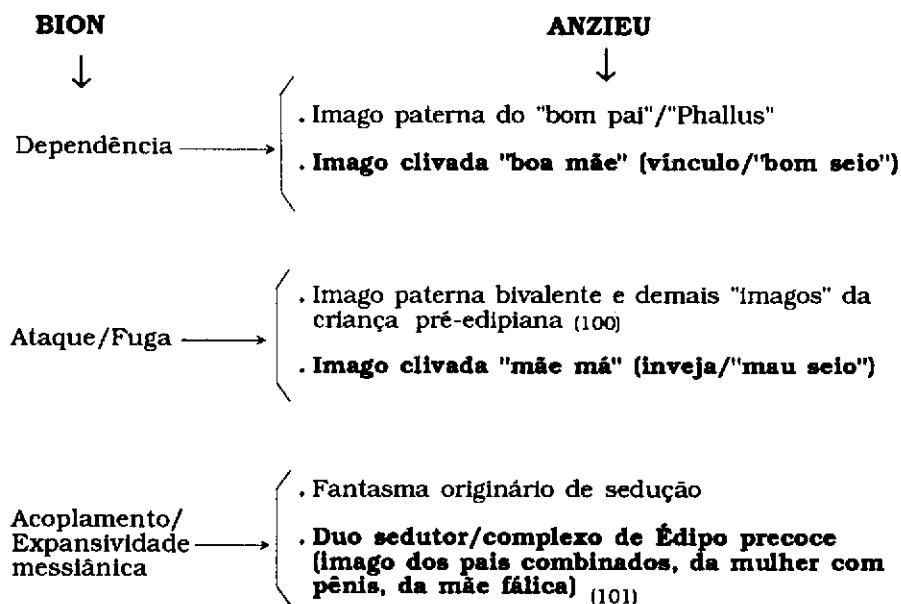 BION ANZIEU
. Imago paterna do "bom pai"/"Phallus"
Dependência
. Imago clivada "boa mãe" (vínculo/"bom seio")
. Imago paterna bivalente e demais "imagos" da
criança pré-edipiana (100)
Ataque/Fuga
. Imago clivada "mãe má" (inveja/"mau seio")
. Fantasma originário de sedução
Acoplamento/
Expansividade
messiânica
. Duo sedutor/complexo de Édipo precoce
(imago dos pais combinados, da mulher com
pênis, da mãe fálica) (101)